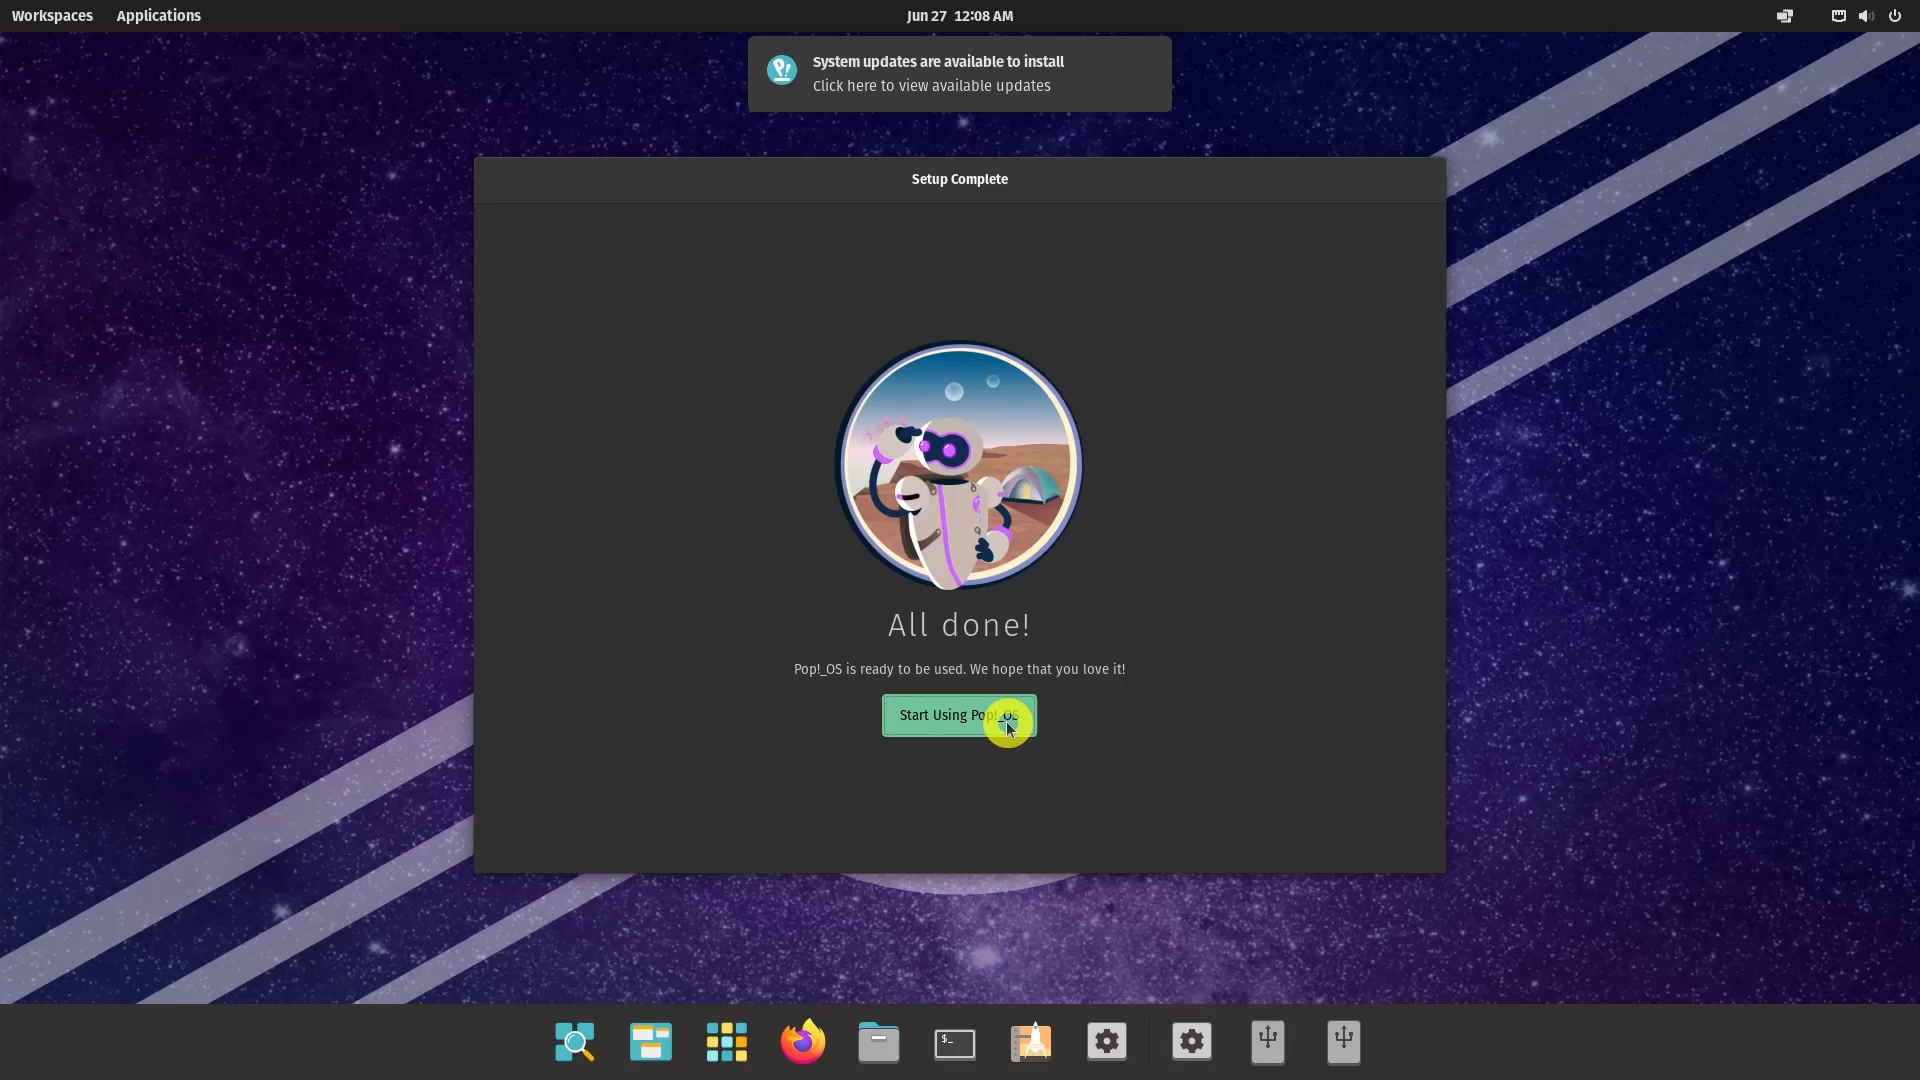 Workspaces Applications Jun 27 12:08 AM
System updates are available to install
Click here to view available updates
Setup Complete
All done!
Pop!_OS is ready to be used. We hope that you love it!
Start Using Pop!_OS
$_